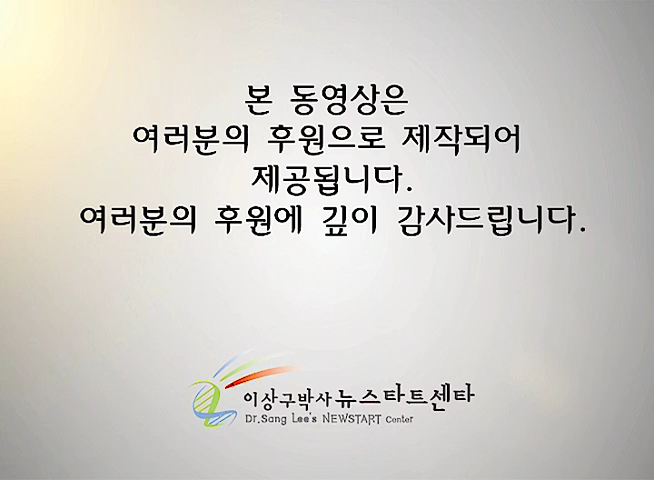 본 동영상은
여러분의 후원으로 제작되어
제공됩니다.
여러분의 후원에 깊이 감사드립니다.
이상구박사 뉴스타트센타
Dr.Sang Lee's NEWSTART Center